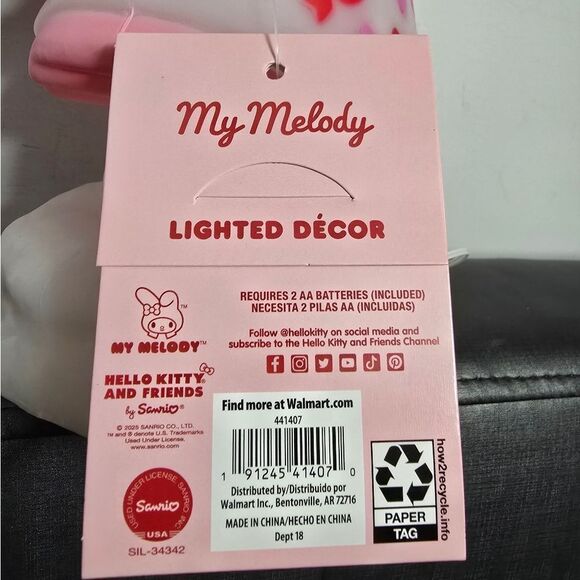 My Melody
LIGHTED DÉCOR
MY MELODY™
HELLO KITTY®
AND FRIENDS
by Sanrio®
© 2025 SANRIO CO., LTD.
™ and ® denote U.S. Trademarks
Used Under License.
www.sanrio.com
USED UNDER LICENSE SANRIO, INC.
Sanrio
USA
SIL-34342
REQUIRES 2 AA BATTERIES (INCLUDED)
NECESITA 2 PILAS AA (INCLUIDAS)
Follow @hellokitty on social media and
subscribe to the Hello Kitty and Friends Channel
Find more at Walmart.com
441407
1 91245 41407 0
Distributed by/Distribuido por
Walmart Inc., Bentonville, AR 72716
MADE IN CHINA/HECHO EN CHINA
Dept 18
PAPER
TAG
how2recycle.info